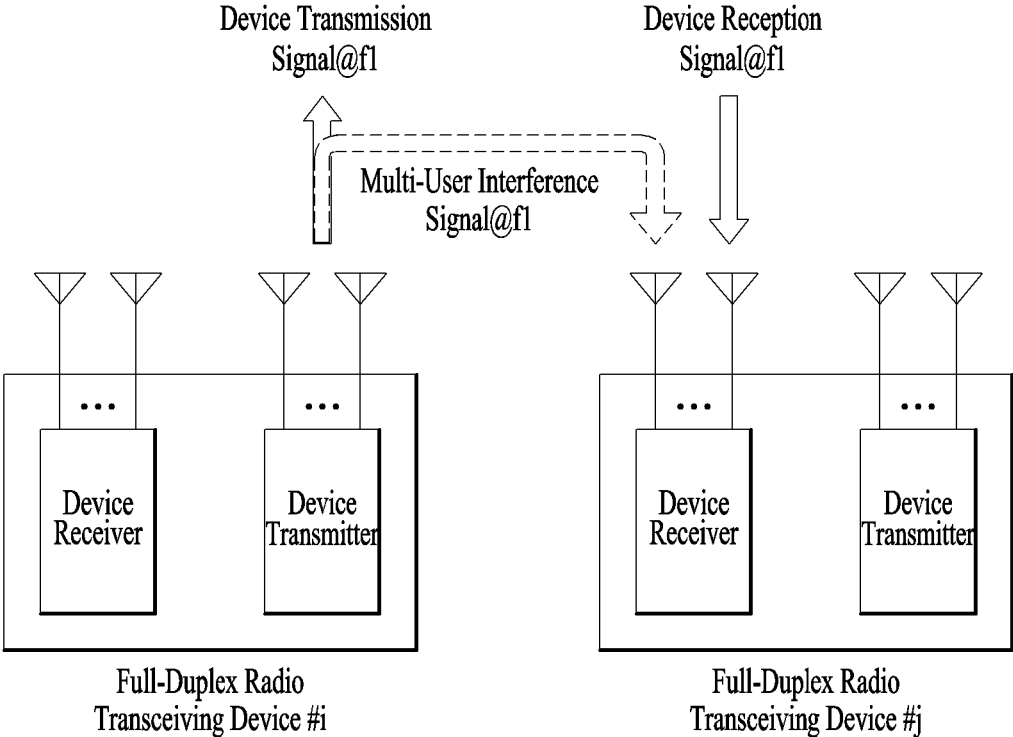 Device Transmission
Signal@f1
Device Reception
Signal@f1
Multi-User Interference
Signal@f1
•••
•••
•••
•••
Device
Receiver
Device
Transmitter
Device
Receiver
Device
Transmitter
Full-Duplex Radio
Transceiving Device #i
Full-Duplex Radio
Transceiving Device #j